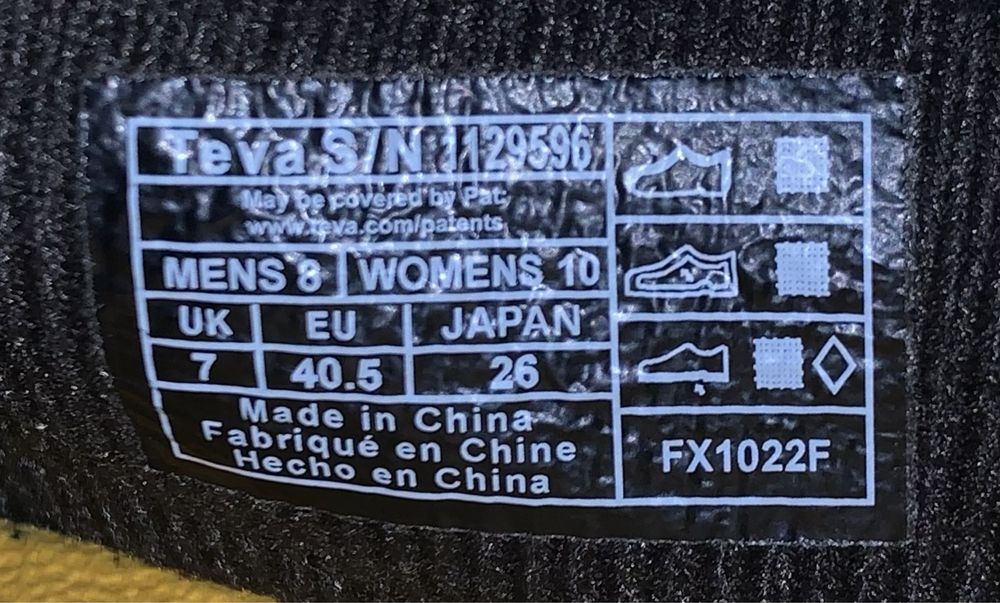 Teva S/N 1129596
May be covered by Pat.
www.teva.com/patents
MENS 8 WOMENS 10
UK EU JAPAN
7 40.5 26
Made in China
Fabriqué en Chine
Hecho en China
FX1022F